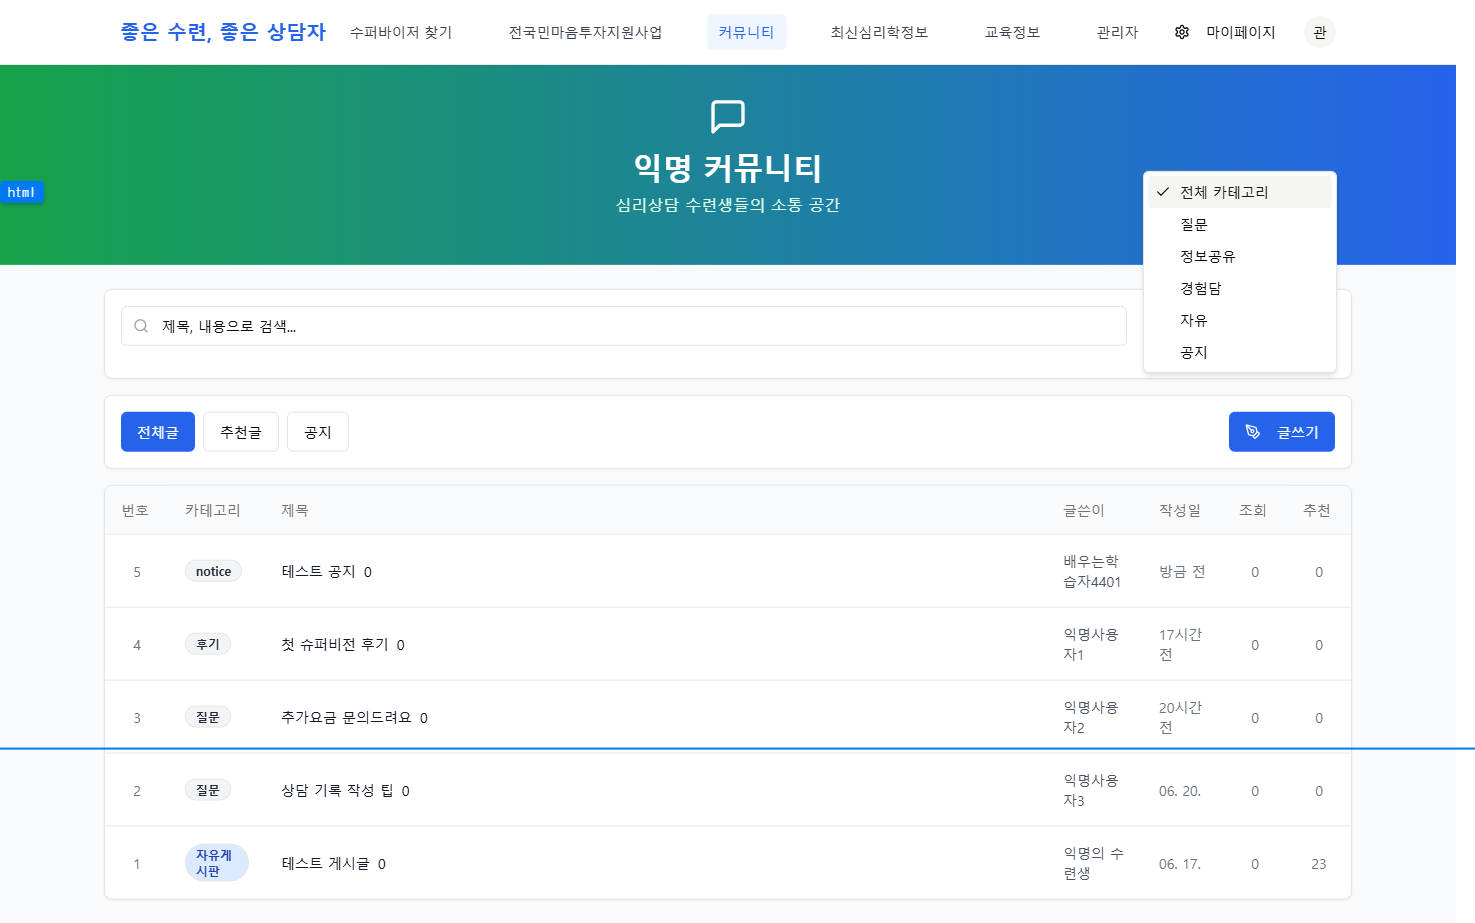 좋은 수련, 좋은 상담자 수퍼바이저 찾기 전국민마음투자지원사업 커뮤니티 최신심리학정보 교육정보 관리자 마이페이지 관
익명 커뮤니티
html
심리상담 수련생들의 소통 공간
전체 카테고리
질문
정보공유
경험담
자유
공지
제목, 내용으로 검색...
전체글 추천글 공지 글쓰기
번호 카테고리 제목 글쓴이 작성일 조회 추천
5 notice 테스트 공지 0 배우는학
습자4401 방금 전 0 0
4 후기 첫 슈퍼비전 후기 0 익명사용
자1 17시간
전 0 0
3 질문 추가요금 문의드려요 0 익명사용
자2 20시간
전 0 0
2 질문 상담 기록 작성 팁 0 익명사용
자3 06. 20. 0 0
1 자유게
시판 테스트 게시글 0 익명의 수
련생 06. 17. 0 23